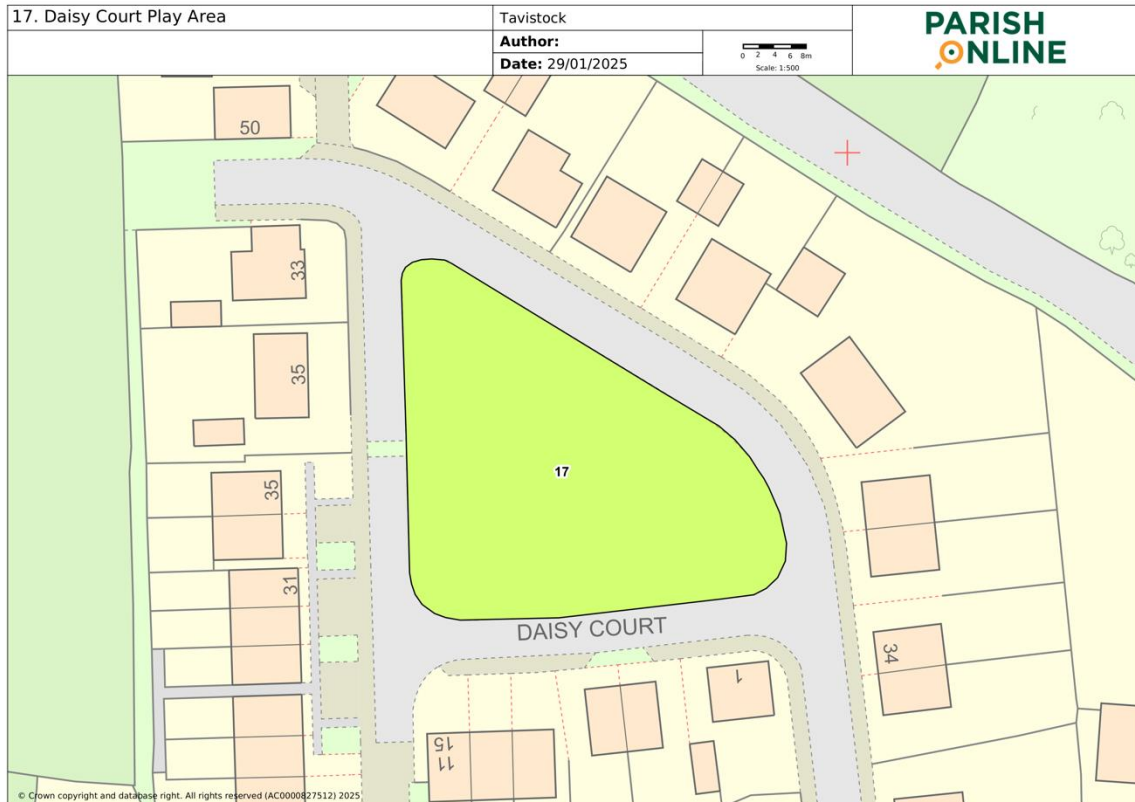 17. Daisy Court Play Area
Tavistock
Author:
Date: 29/01/2025
0 2 4 6 8m
Scale: 1:500
PARISH
ONLINE
50
33
35
17
35
31
DAISY COURT
34
1
15
11
© Crown copyright and database right. All rights reserved (AC0000827512) 2025